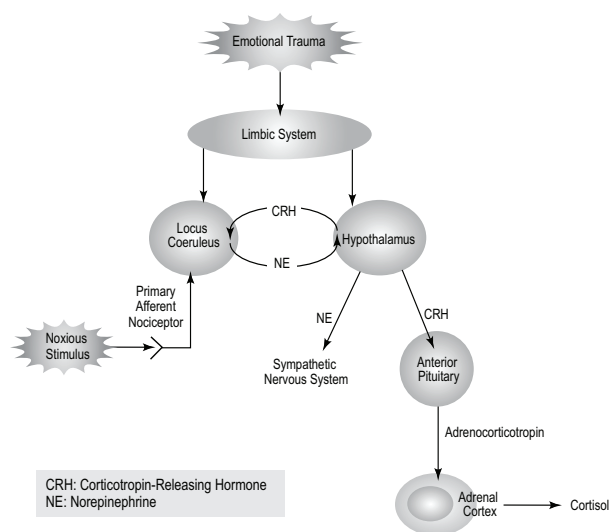 Emotional Trauma
Limbic System
CRH
Locus
Coeruleus
Hypothalamus
NE
Primary
Afferent
Nociceptor
Noxious
Stimulus
NE
CRH
Sympathetic
Nervous System
Anterior
Pituitary
Adrenocorticotropin
CRH: Corticotropin-Releasing Hormone
NE: Norepinephrine
Adrenal
Cortex
Cortisol